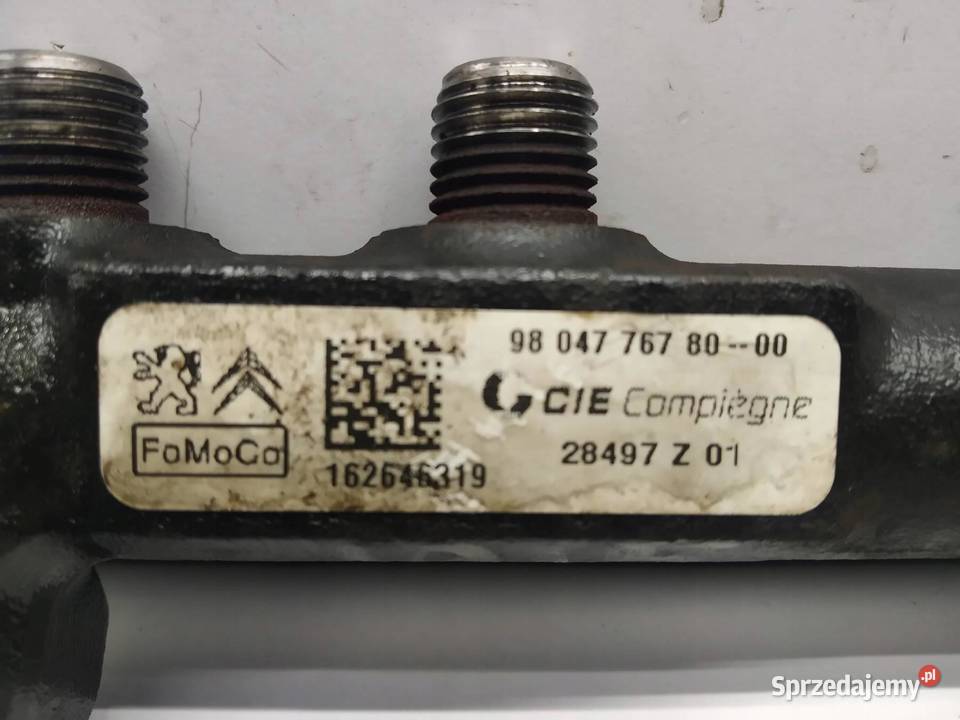 98 047 767 80--00
CIE Compiègne
28497 Z 01
FoMoCo
162646319
Sprzedajemy.pl